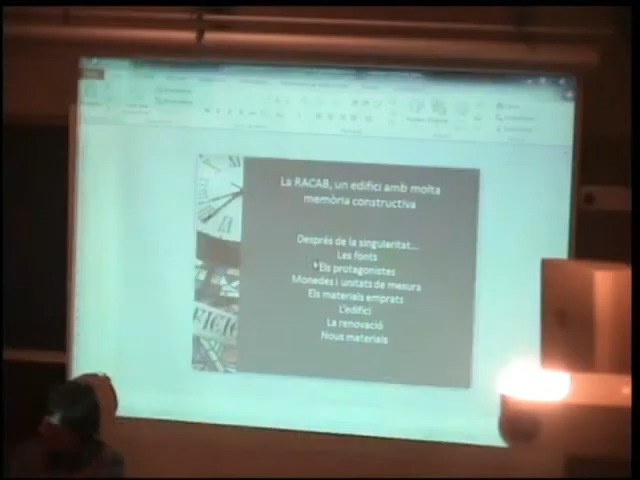 La RACAB, un edifici amb molta
memòria constructiva
Després de la singularitat...
Les fonts
Els protagonistes
Monedes i unitats de mesura
Els materials emprats
L'edifici
La renovació
Nous materials